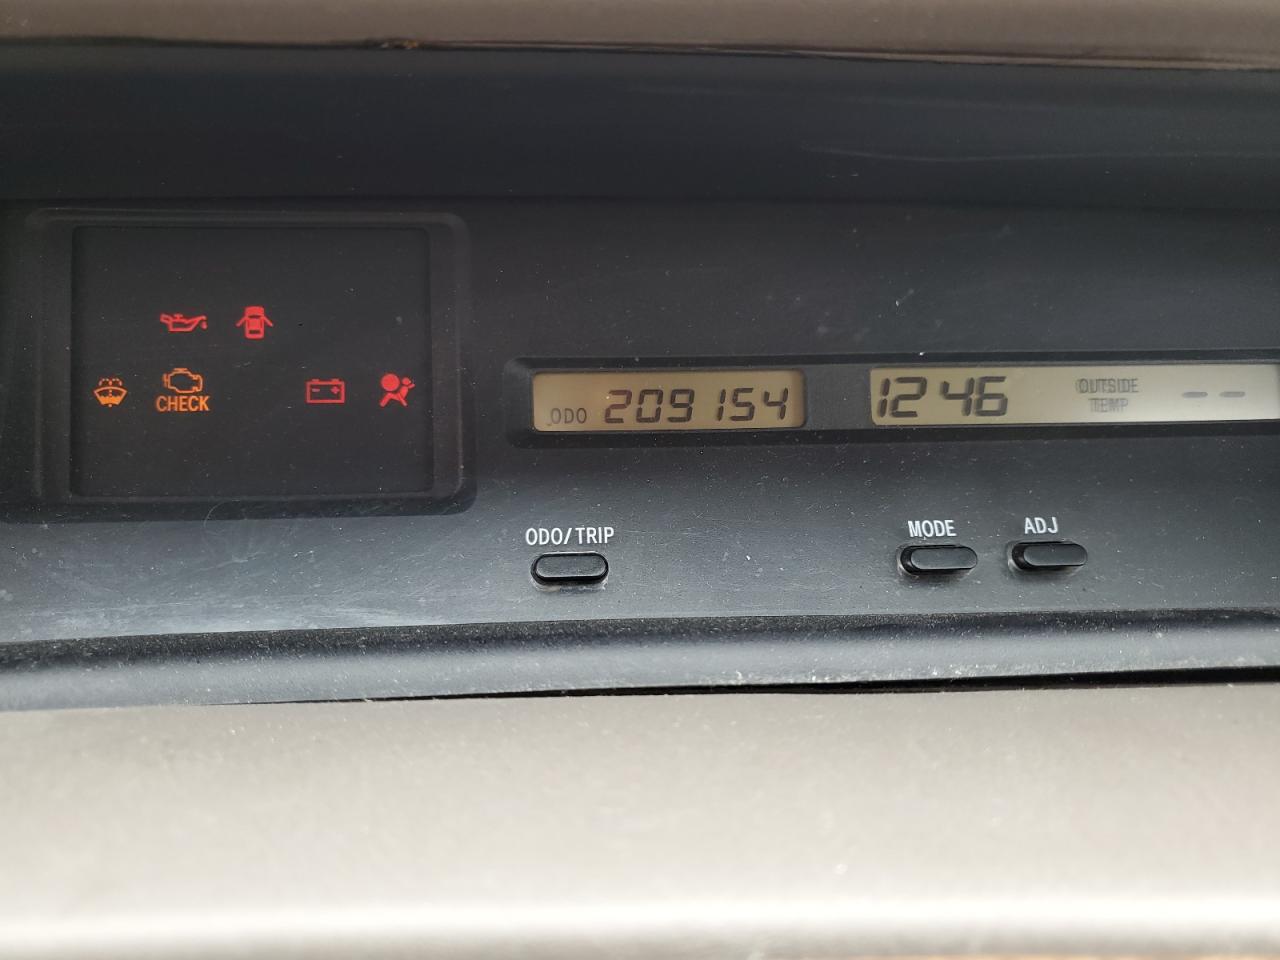 CHECK
ODO 209154
1246
OUTSIDE
TEMP
--
ODO/TRIP
MODE
ADJ